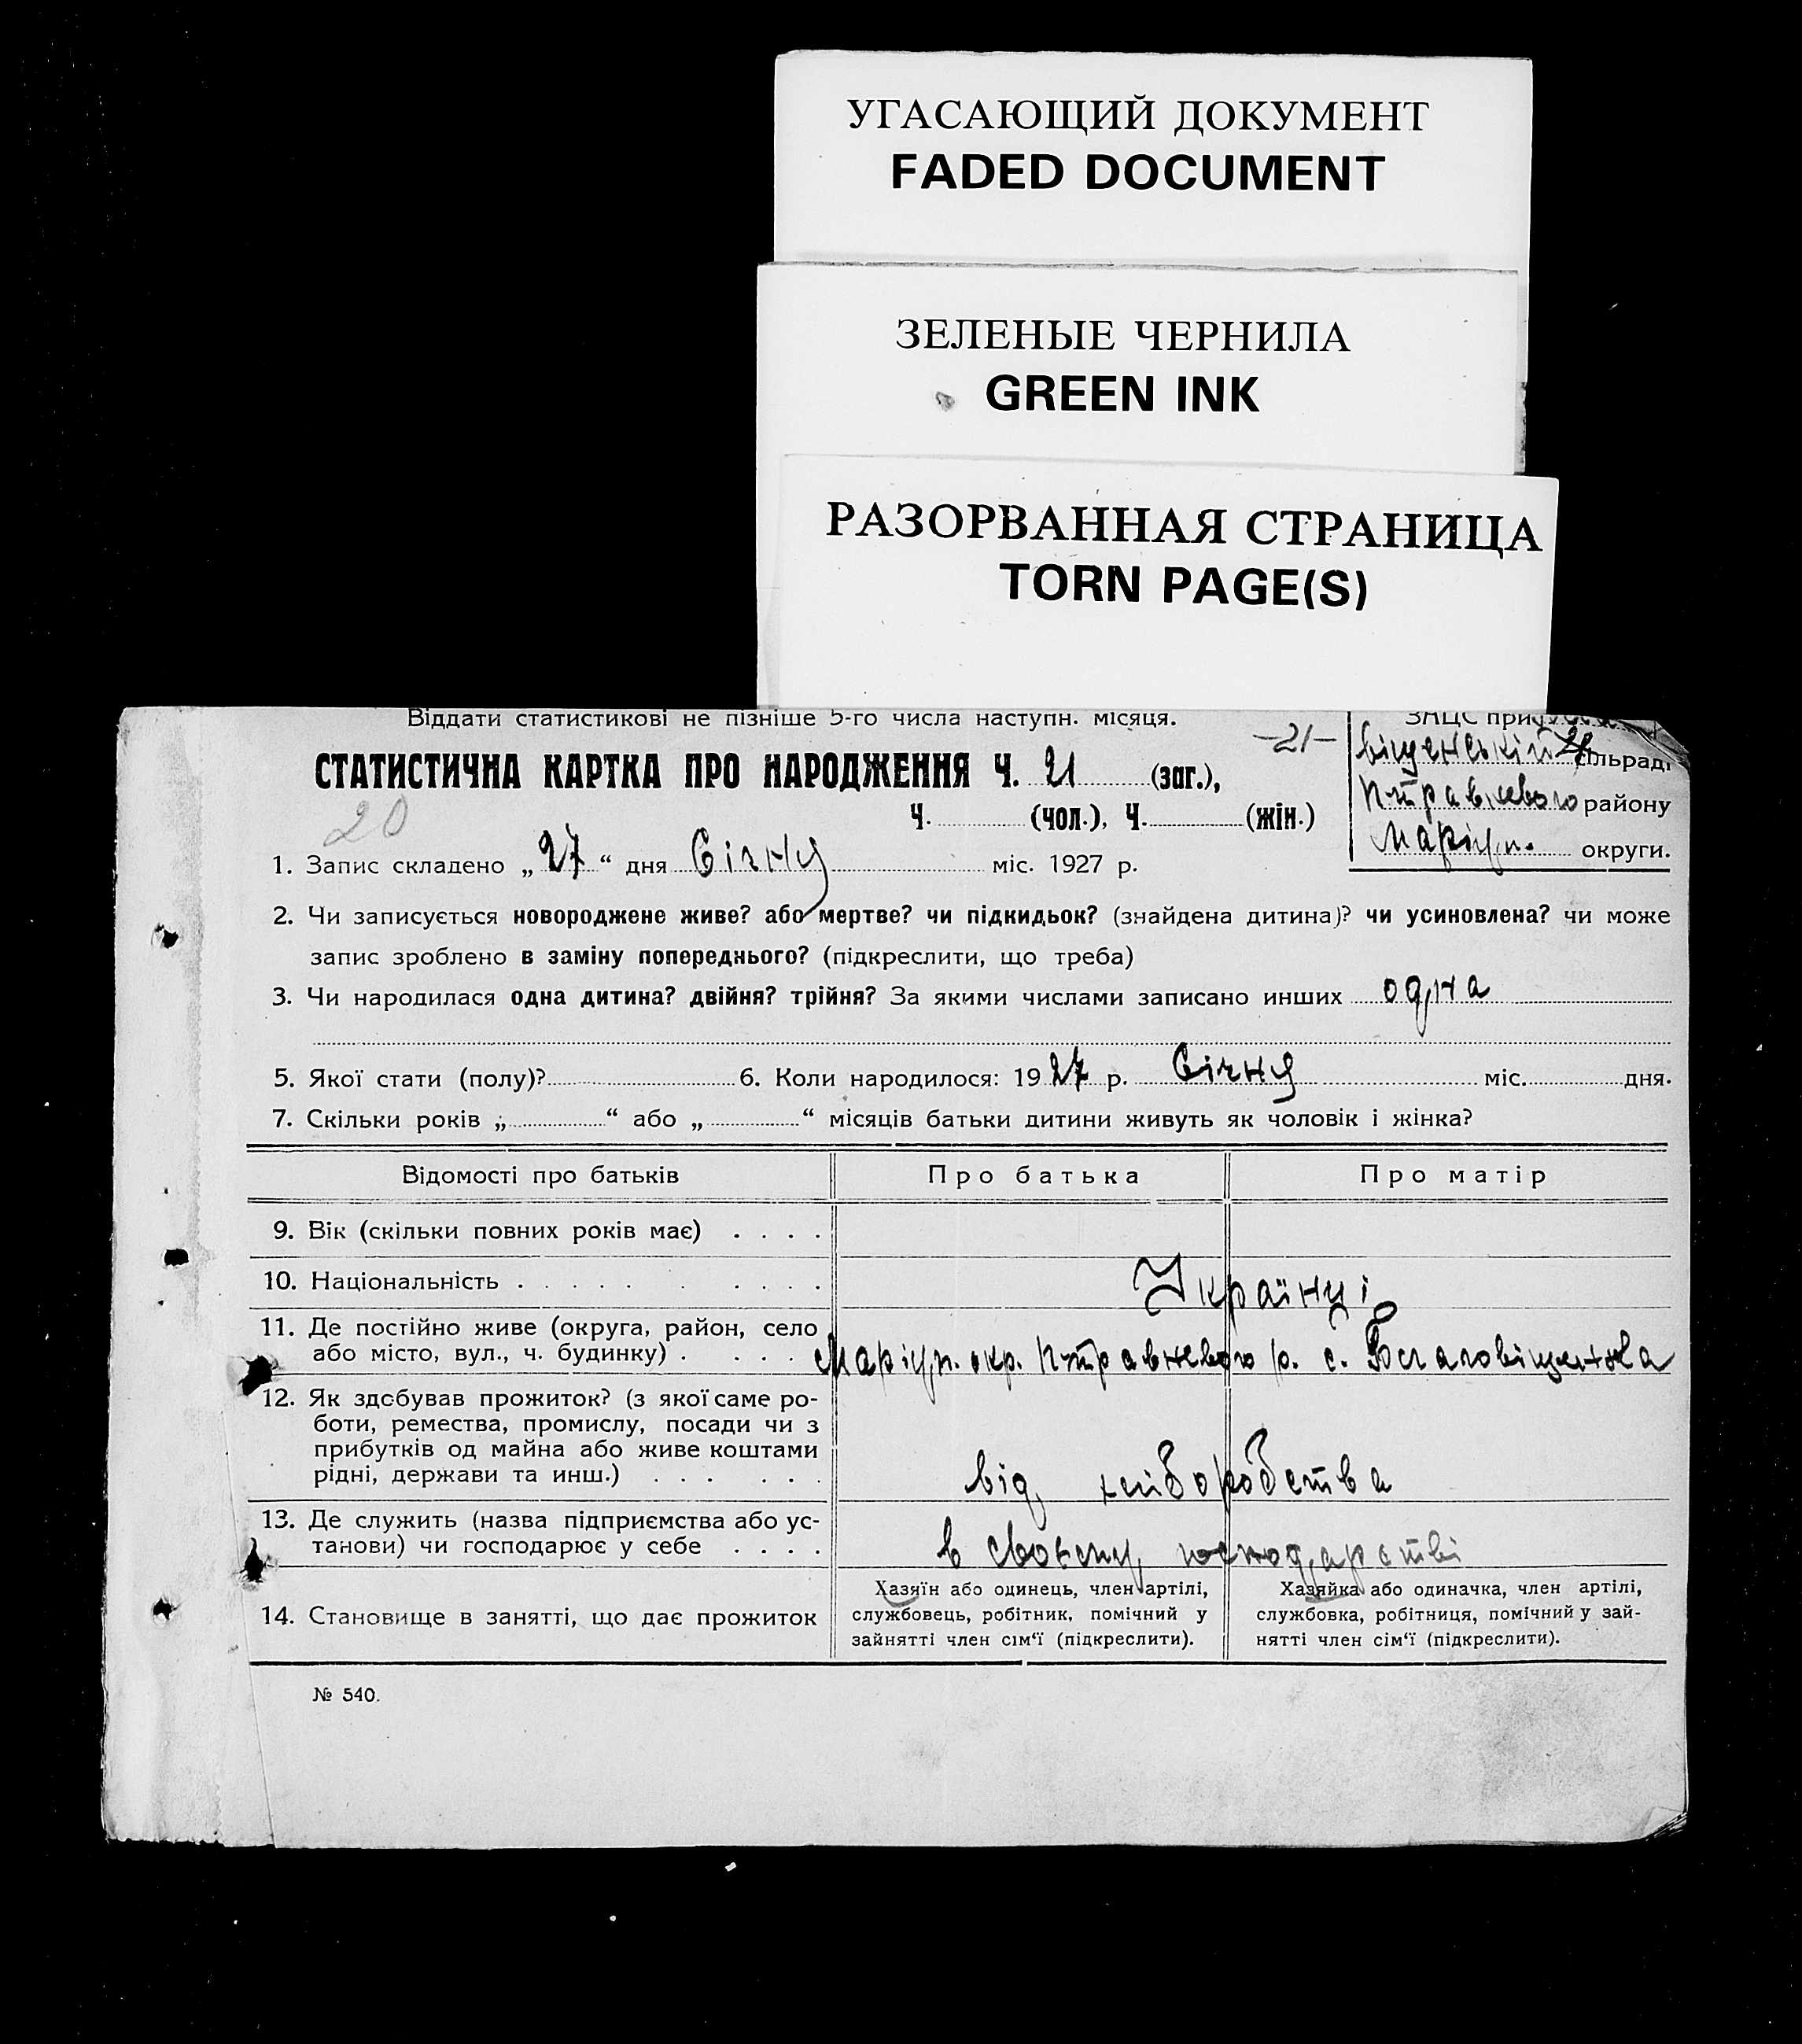 УГАСАЮЩИЙ ДОКУМЕНТ
FADED DOCUMENT
ЗЕЛЕНЫЕ ЧЕРНИЛА
GREEN INK
РАЗОРВАННАЯ СТРАНИЦА
TORN PAGE(S)
Віддати статистикові не пізніше 5-го числа наступн. місяця.
ЗАЦС при
-21-
віщенській сільраді
СТАТИСТИЧНА КАРТКА ПРО НАРОДЖЕННЯ Ч. 21 (заг.),
районy
20
Ч. (чол.), Ч. (жін.)
Маріуп. округи.
1. Запис складено „27“ дня Січня міс. 1927 р.
2. Чи записується новороджене живе? або мертве? чи підкидьок? (знайдена дитина)? чи усиновлена? чи може
запис зроблено в заміну попереднього? (підкреслити, що треба)
3. Чи народилася одна дитина? двійня? трійня? За якими числами записано инших одна
5. Якої стати (полу)? 6. Коли народилося: 1927 р. Січня міс. дня.
7. Скільки років „ “ або „ “ місяців батьки дитини живуть як чоловік і жінка?
Відомості про батьків Про батька Про матір
9. Вік (скільки повних років має) . . . .
10. Національність . . . . . . . . . Українці
11. Де постійно живе (округа, район, село
або місто, вул., ч. будинку) . . . . Маріуп. окр. р. с. Благовіщенка
12. Як здобував прожиток? (з якої саме ро-
боти, ремества, промислу, посади чи з
прибутків од майна або живе коштами
рідні, держави та инш.) . . . . . . від хліборобства
13. Де служить (назва підприємства або ус-
танови) чи господарює у себе . . . . в своєму господарстві
14. Становище в занятті, що дає прожиток
Хазяїн або одинець, член артілі,
службовець, робітник, помічний у
зайнятті член сім‘ї (підкреслити).
Хазяйка або одиначка, член артілі,
службовка, робітниця, помічний у зай-
нятті член сім‘ї (підкреслити).
№ 540.